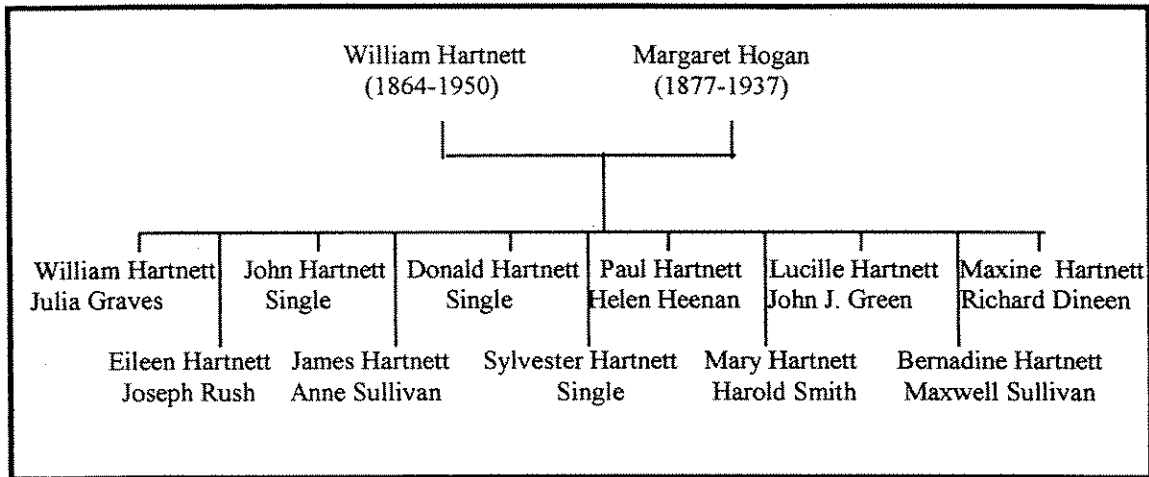 William Hartnett Margaret Hogan
(1864-1950) (1877-1937)
William Hartnett John Hartnett Donald Hartnett Paul Hartnett Lucille Hartnett Maxine Hartnett
Julia Graves Single Single Helen Heenan John J. Green Richard Dineen
Eileen Hartnett James Hartnett Sylvester Hartnett Mary Hartnett Bernadine Hartnett
Joseph Rush Anne Sullivan Single Harold Smith Maxwell Sullivan